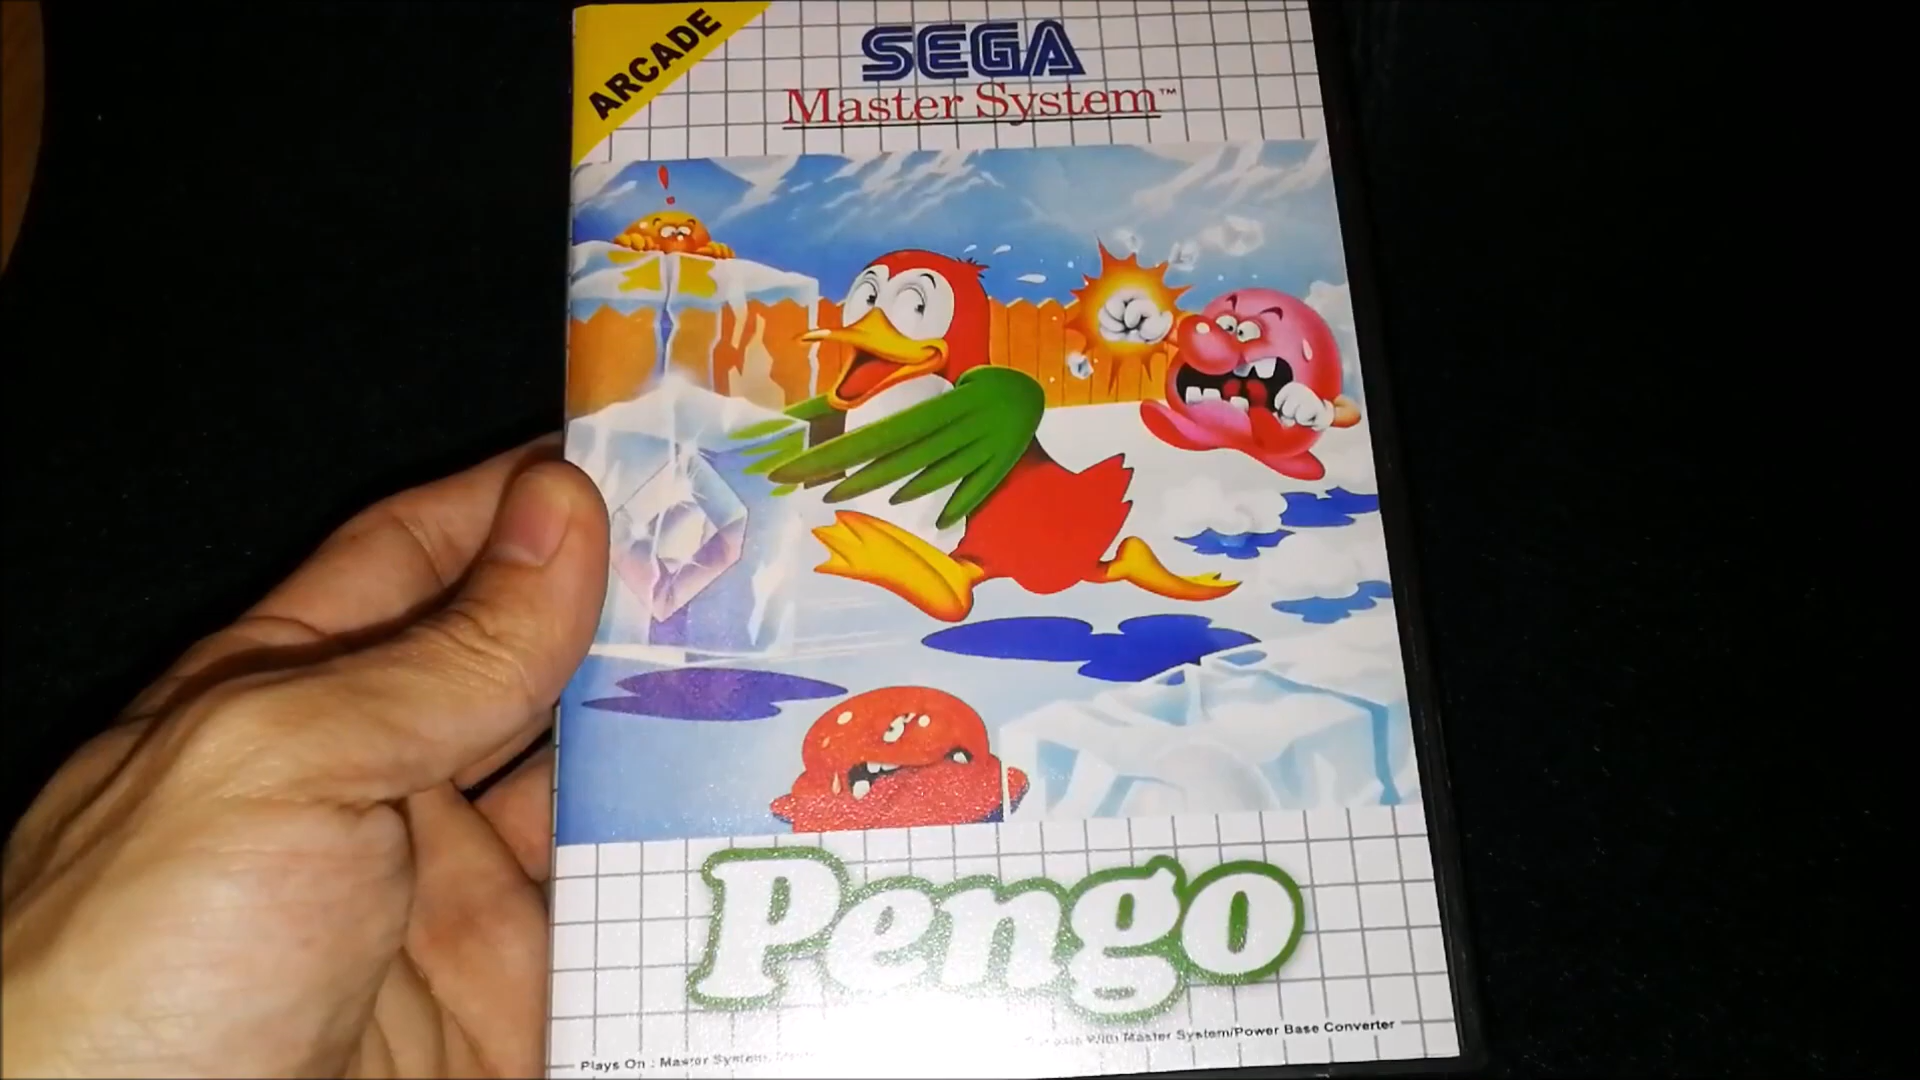 ARCADE
SEGA
Master System™
!
Pengo
Plays On : Master System,
With Master System/Power Base Converter